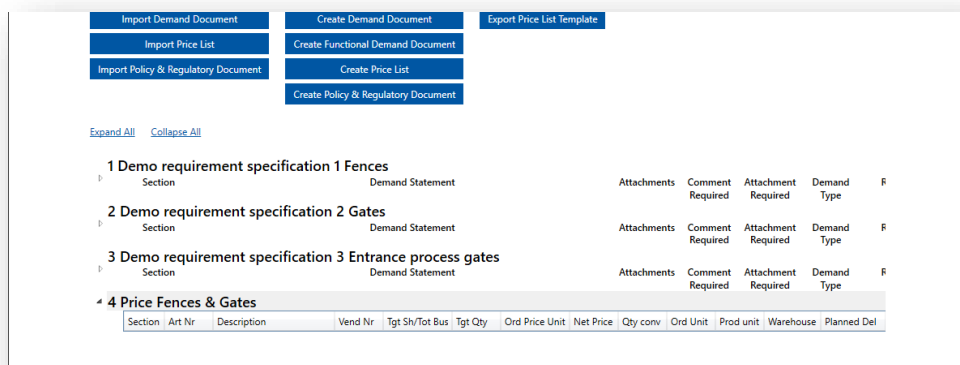 Import Demand Document Create Demand Document Export Price List Template
Import Price List Create Functional Demand Document
Import Policy & Regulatory Document Create Price List
Create Policy & Regulatory Document
Expand All Collapse All
1 Demo requirement specification 1 Fences
Section Demand Statement Attachments Comment Required Attachment Required Demand Type R
2 Demo requirement specification 2 Gates
Section Demand Statement Attachments Comment Required Attachment Required Demand Type R
3 Demo requirement specification 3 Entrance process gates
Section Demand Statement Attachments Comment Required Attachment Required Demand Type R
4 Price Fences & Gates
Section Art Nr Description Vend Nr Tgt Sh/Tot Bus Tgt Qty Ord Price Unit Net Price Qty conv Ord Unit Prod unit Warehouse Planned Del